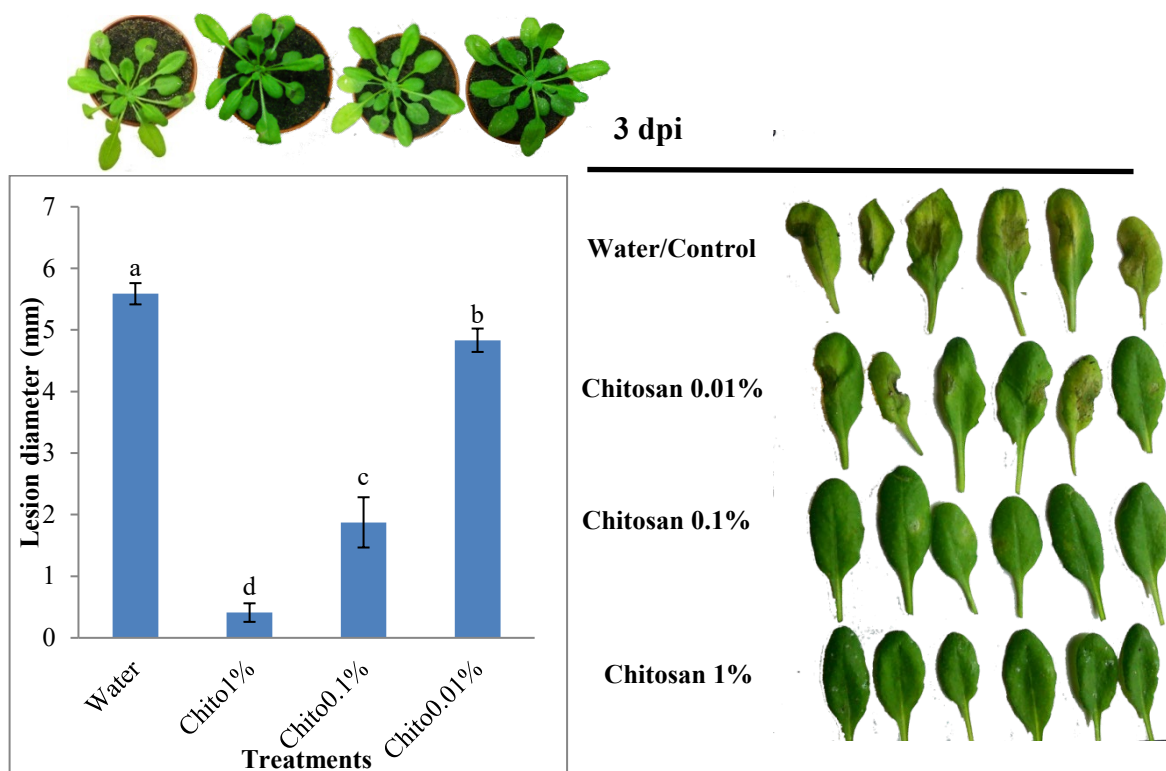 3 dpi
Lesion diameter (mm)
7
6
5
4
3
2
1
0
a
d
c
b
Water
Chito1%
Chito0.1%
Chito0.01%
Treatments
Water/Control
Chitosan 0.01%
Chitosan 0.1%
Chitosan 1%